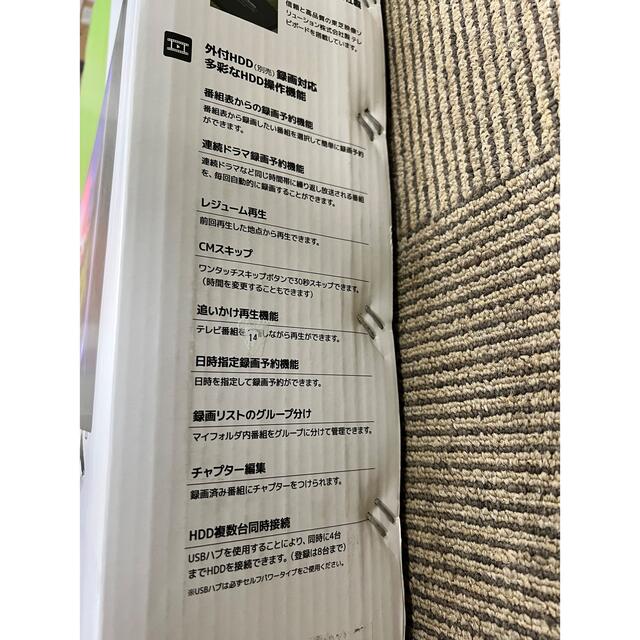 信頼と高品質の東芝映像ソ
リューション株式会社製 テレ
ビボードを搭載しています。
外付HDD(別売)録画対応
多彩なHDD操作機能
番組表からの録画予約機能
番組表から録画したい番組を選択して簡単に録画予約
ができます。
連続ドラマ録画予約機能
連続ドラマなど同じ時間帯に繰り返し放送される番組
を、毎回自動的に録画することができます。
レジューム再生
前回再生した地点から再生できます。
CMスキップ
ワンタッチスキップボタンで30秒スキップできます。
(時間を変更することもできます)
追いかけ再生機能
テレビ番組を しながら再生ができます。
14
日時指定録画予約機能
日時を指定して録画予約ができます。
録画リストのグループ分け
マイフォルダ内番組をグループに分けて管理できます。
チャプター編集
録画済み番組にチャプターをつけられます。
HDD複数台同時接続
USBハブを使用することにより、同時に4台
までHDDを接続できます。(登録は8台まで)
※USBハブは必ずセルフパワータイプをご使用ください。